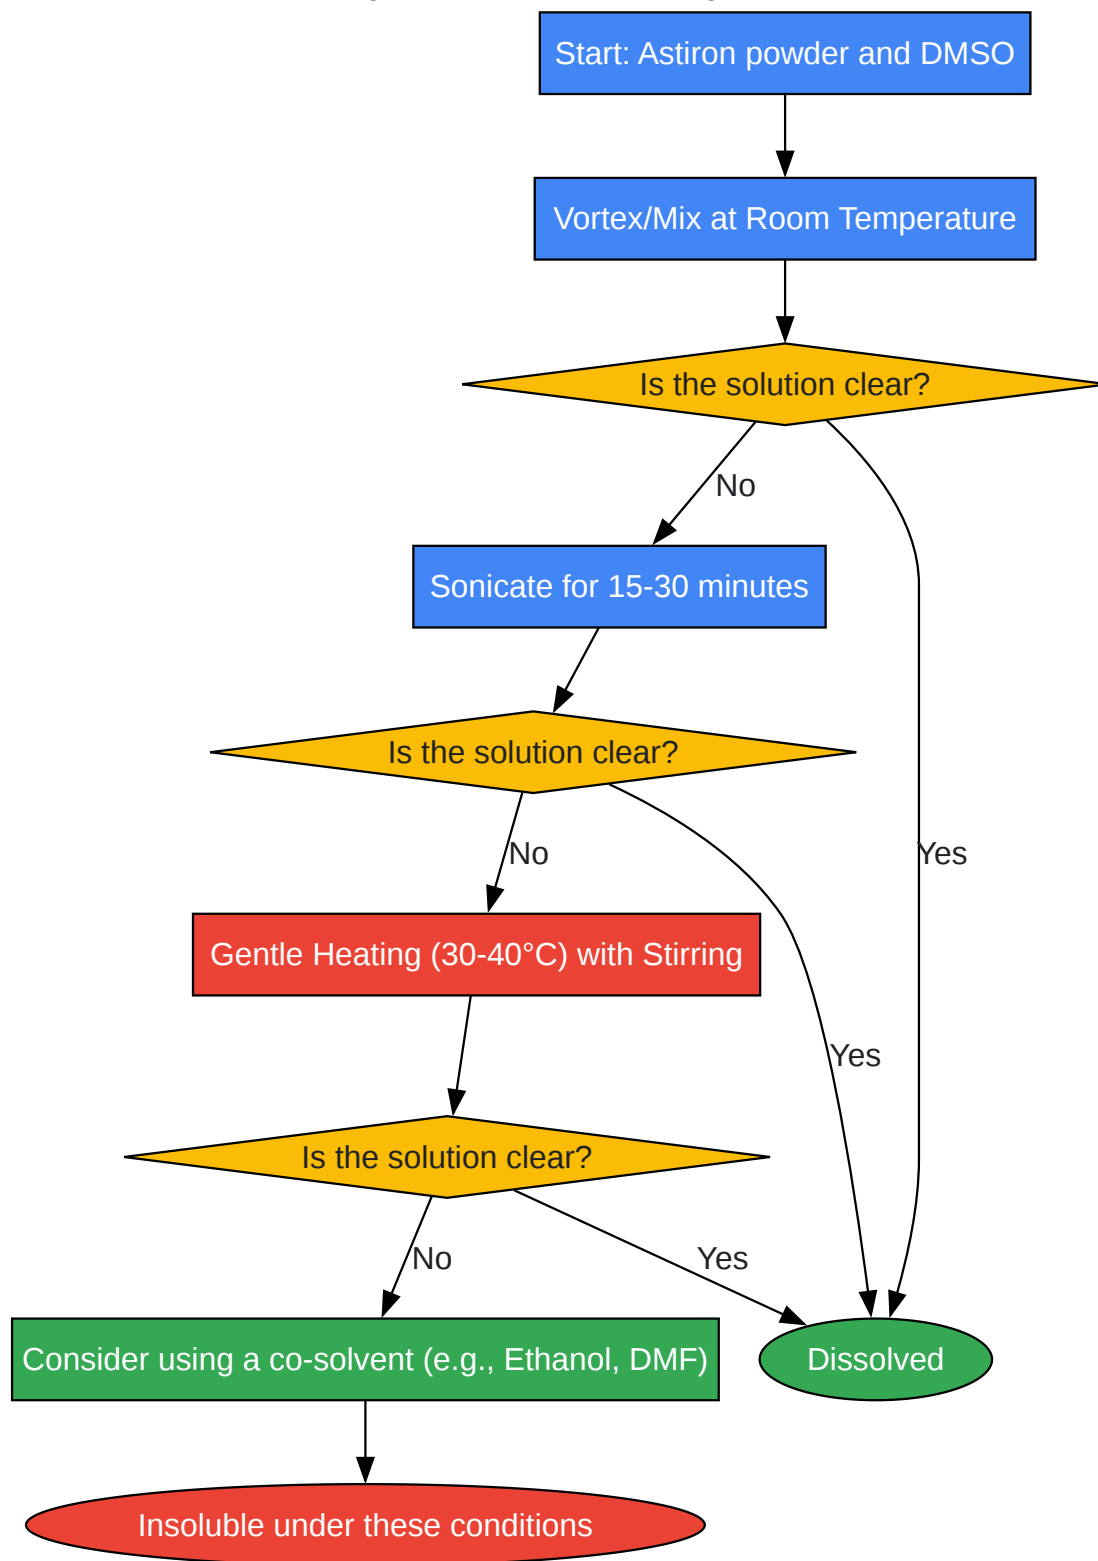 Start: Astiron powder and DMSO
Vortex/Mix at Room Temperature
Is the solution clear?
No
Sonicate for 15-30 minutes
Is the solution clear?
No
Yes
Gentle Heating (30-40°C) with Stirring
Yes
Is the solution clear?
No
Yes
Consider using a co-solvent (e.g., Ethanol, DMF)
Dissolved
Insoluble under these conditions